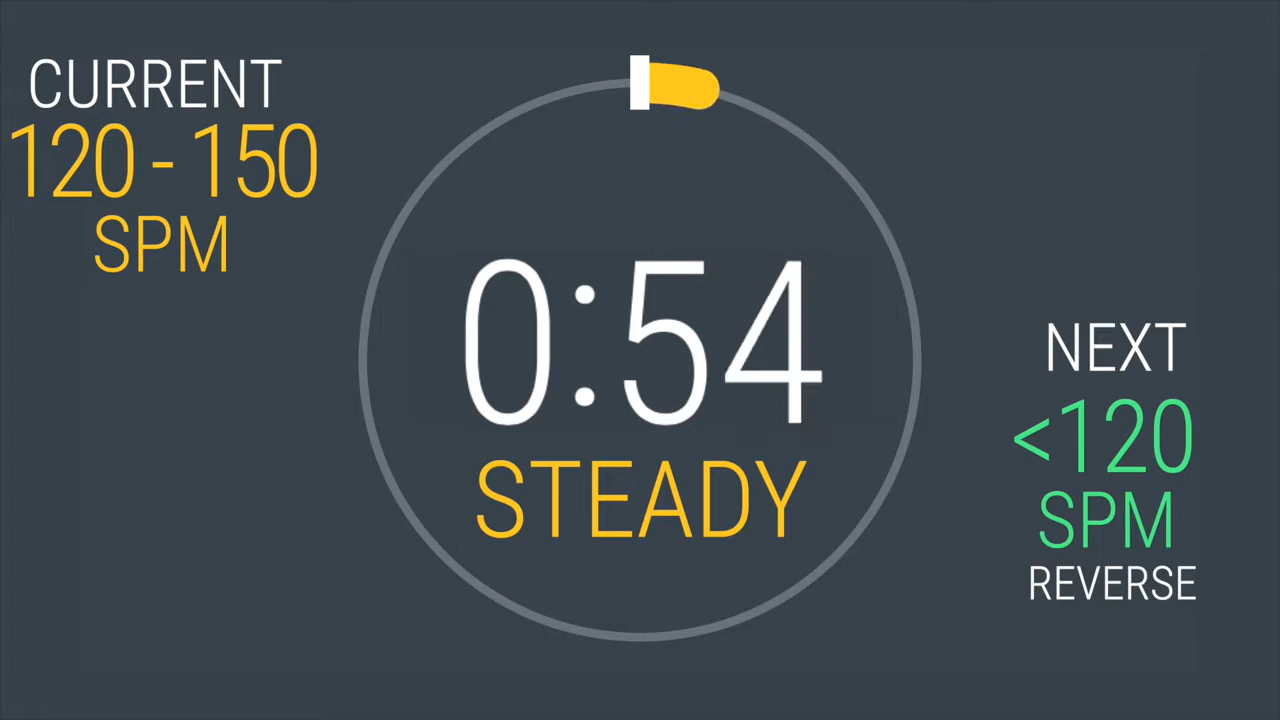 CURRENT
120 - 150
SPM
0:54
STEADY
NEXT
<120
SPM
REVERSE